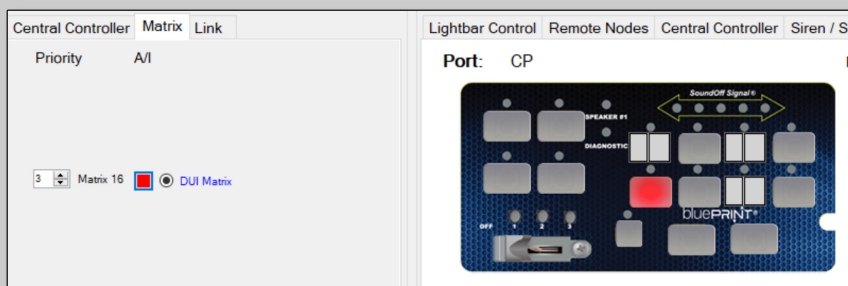 Central Controller Matrix Link
Priority A/I
3 Matrix 16 DUI Matrix
Lightbar Control Remote Nodes Central Controller Siren / S
Port: CP
SoundOff Signal®
SPEAKER #1
DIAGNOSTIC
bluePRINT®
OFF 1 2 3